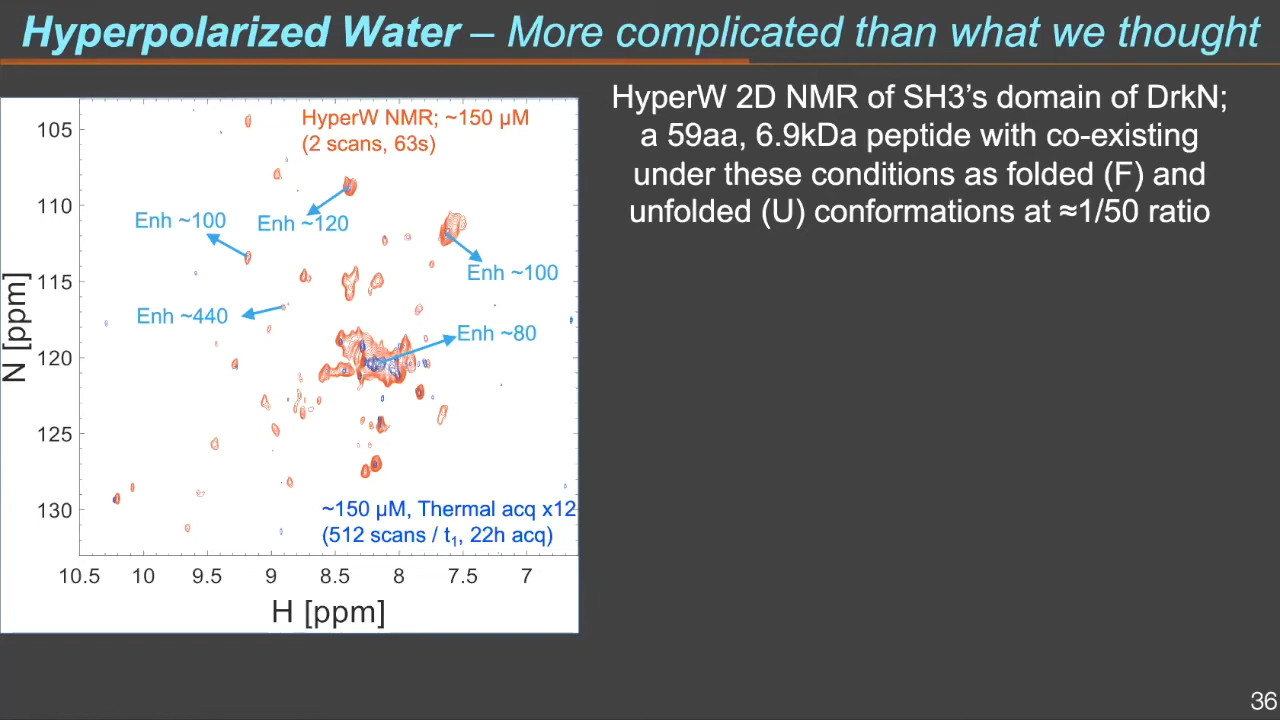 Hyperpolarized Water – More complicated than what we thought
HyperW 2D NMR of SH3’s domain of DrkN;
a 59aa, 6.9kDa peptide with co-existing
under these conditions as folded (F) and
unfolded (U) conformations at ≈1/50 ratio
HyperW NMR; ~150 µM
(2 scans, 63s)
Enh ~100
Enh ~120
Enh ~100
Enh ~440
Enh ~80
~150 µM, Thermal acq x12
(512 scans / t₁, 22h acq)
N [ppm]
105
110
115
120
125
130
10.5 10 9.5 9 8.5 8 7.5 7
H [ppm]
36